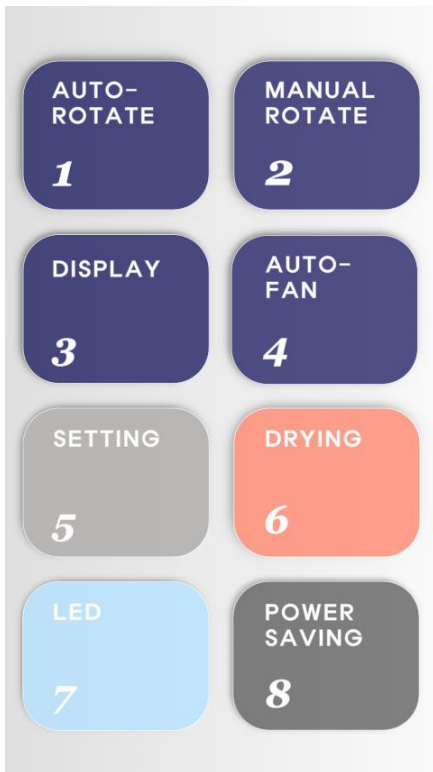 AUTO-
ROTATE
1
MANUAL
ROTATE
2
DISPLAY
3
AUTO-
FAN
4
SETTING
5
DRYING
6
LED
7
POWER
SAVING
8